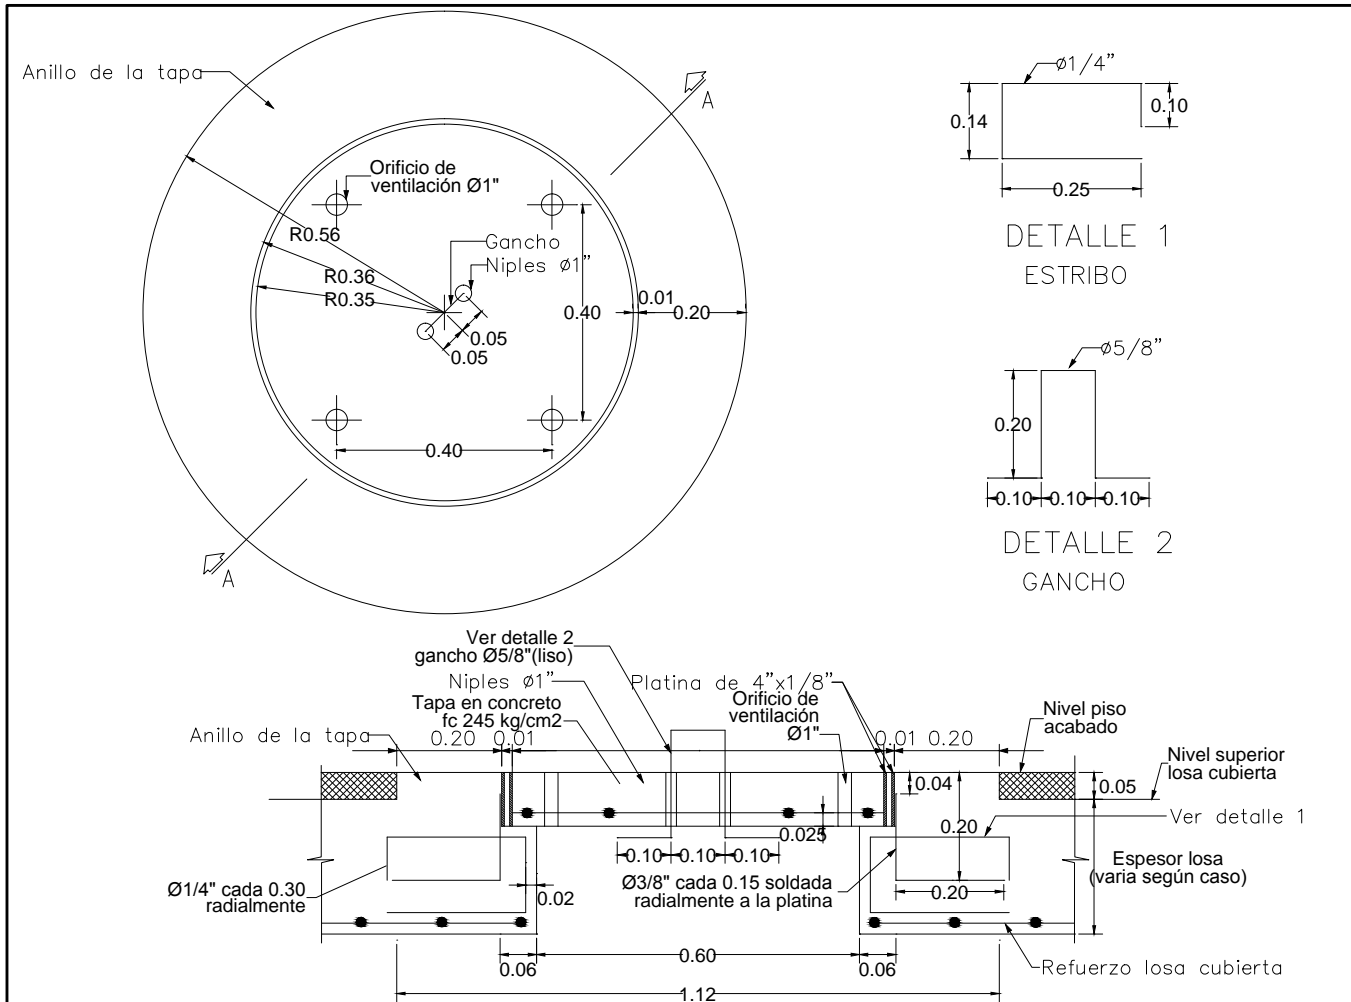 Anillo de la tapa
A
Orificio de
ventilación Ø1"
R0.56
R0.36
R0.35
Gancho
Niples ø1"
0.01
0.40
0.20
0.05
0.05
0.40
A
ø1/4"
0.14
0.10
0.25
DETALLE 1
ESTRIBO
ø5/8"
0.20
0.10
0.10
0.10
DETALLE 2
GANCHO
Ver detalle 2
gancho Ø5/8"(liso)
Niples ø1"
Platina de 4"x1/8"
Tapa en concreto
fc 245 kg/cm2
Orificio de
ventilación
Ø1"
Nivel piso
acabado
Anillo de la tapa
0.20
0.01
0.01
0.20
Nivel superior
losa cubierta
0.04
0.05
0.025
0.20
Ver detalle 1
0.10
0.10
0.10
Espesor losa
(varia según caso)
Ø1/4" cada 0.30
radialmente
0.02
Ø3/8" cada 0.15 soldada
radialmente a la platina
0.20
0.06
0.60
0.06
Refuerzo losa cubierta
1.12